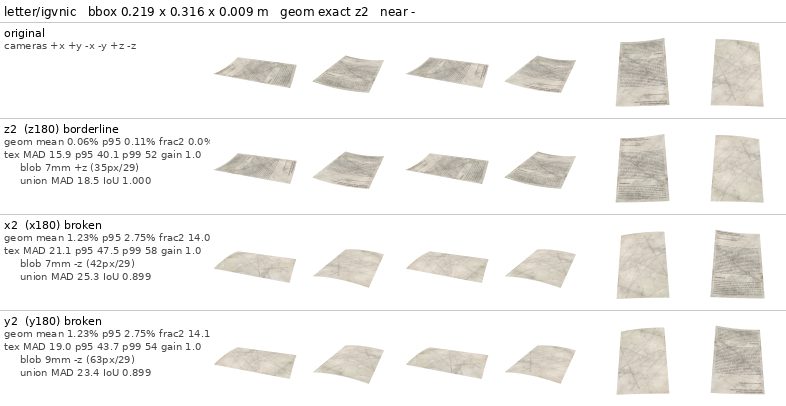 letter/igvnic bbox 0.219 x 0.316 x 0.009 m geom exact z2 near -
original
cameras +x +y -x -y +z -z
z2 (z180) borderline
geom mean 0.06% p95 0.11% frac2 0.0%
tex MAD 15.9 p95 40.1 p99 52 gain 1.0
blob 7mm +z (35px/29)
union MAD 18.5 IoU 1.000
x2 (x180) broken
geom mean 1.23% p95 2.75% frac2 14.0
tex MAD 21.1 p95 47.5 p99 58 gain 1.0
blob 7mm -z (42px/29)
union MAD 25.3 IoU 0.899
y2 (y180) broken
geom mean 1.23% p95 2.75% frac2 14.1
tex MAD 19.0 p95 43.7 p99 54 gain 1.0
blob 9mm -z (63px/29)
union MAD 23.4 IoU 0.899